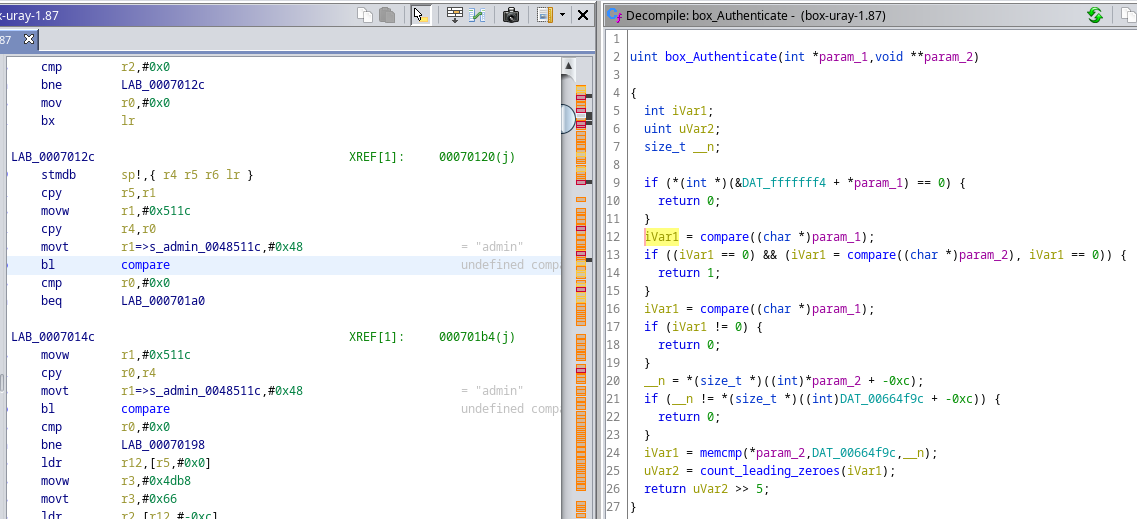 x-uray-1.87
87
cmp r2,#0x0
bne LAB_0007012c
mov r0,#0x0
bx lr
LAB_0007012c XREF[1]: 00070120(j)
stmdb sp!,{ r4 r5 r6 lr }
cpy r5,r1
movw r1,#0x511c
cpy r4,r0
movt r1=>s_admin_0048511c,#0x48 = "admin"
bl compare undefined comp
cmp r0,#0x0
beq LAB_000701a0
LAB_0007014c XREF[1]: 000701b4(j)
movw r1,#0x511c
cpy r0,r4
movt r1=>s_admin_0048511c,#0x48 = "admin"
bl compare undefined comp
cmp r0,#0x0
bne LAB_00070198
ldr r12,[r5,#0x0]
movw r3,#0x4db8
movt r3,#0x66
ldr r2,[r12,#-0xc]
Decompile: box_Authenticate - (box-uray-1.87)
1
2 uint box_Authenticate(int *param_1,void **param_2)
3
4 {
5 int iVar1;
6 uint uVar2;
7 size_t __n;
8
9 if (*(int *)(&DAT_fffffff4 + *param_1) == 0) {
10 return 0;
11 }
12 iVar1 = compare((char *)param_1);
13 if ((iVar1 == 0) && (iVar1 = compare((char *)param_2), iVar1 == 0)) {
14 return 1;
15 }
16 iVar1 = compare((char *)param_1);
17 if (iVar1 != 0) {
18 return 0;
19 }
20 __n = *(size_t *)((int)*param_2 + -0xc);
21 if (__n != *(size_t *)((int)DAT_00664f9c + -0xc)) {
22 return 0;
23 }
24 iVar1 = memcmp(*param_2,DAT_00664f9c,__n);
25 uVar2 = count_leading_zeroes(iVar1);
26 return uVar2 >> 5;
27 }